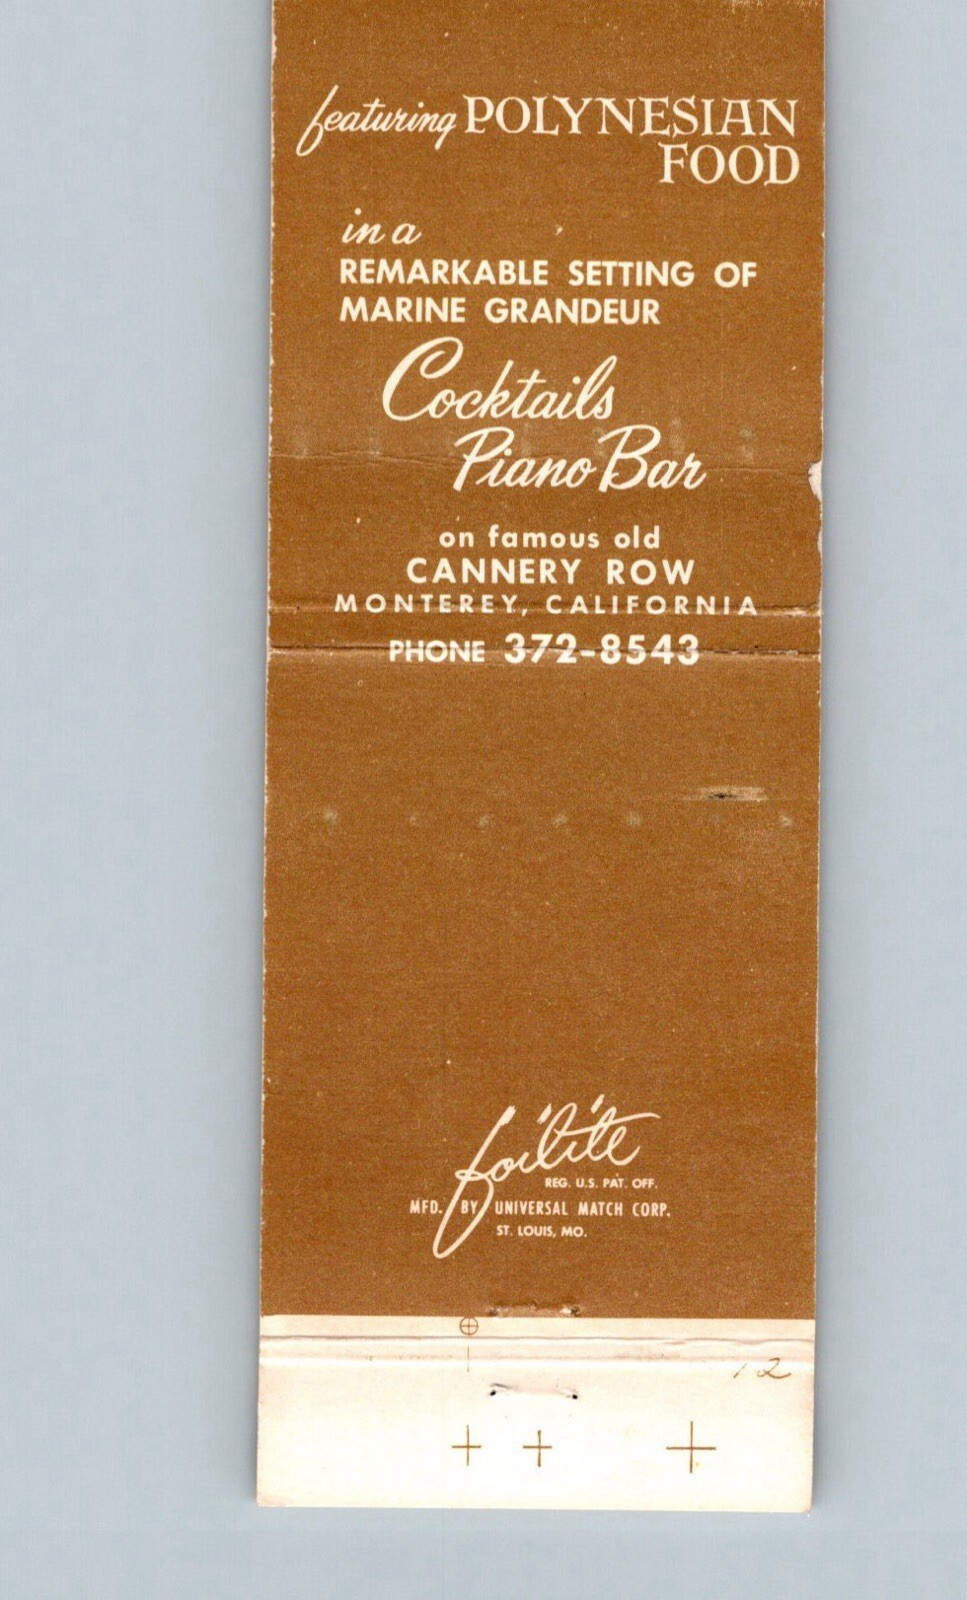 featuring POLYNESIAN
FOOD
in a
REMARKABLE SETTING OF
MARINE GRANDEUR
Cocktails
Piano Bar
on famous old
CANNERY ROW
MONTEREY, CALIFORNIA
PHONE 372-8543
foilite
REG. U.S. PAT. OFF.
MFD. BY UNIVERSAL MATCH CORP.
ST. LOUIS, MO.
12